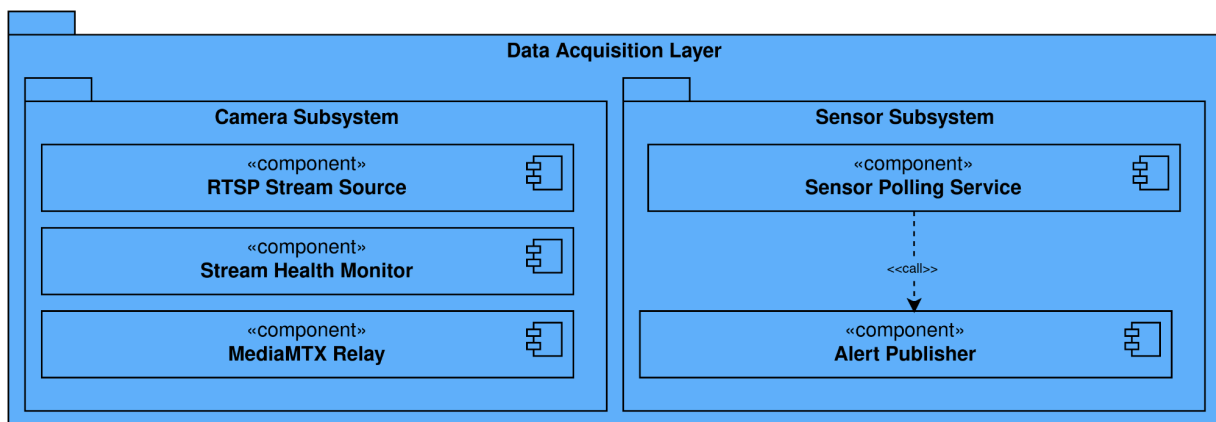 Data Acquisition Layer
Camera Subsystem
«component»
RTSP Stream Source
«component»
Stream Health Monitor
«component»
MediaMTX Relay
Sensor Subsystem
«component»
Sensor Polling Service
<<call>>
«component»
Alert Publisher